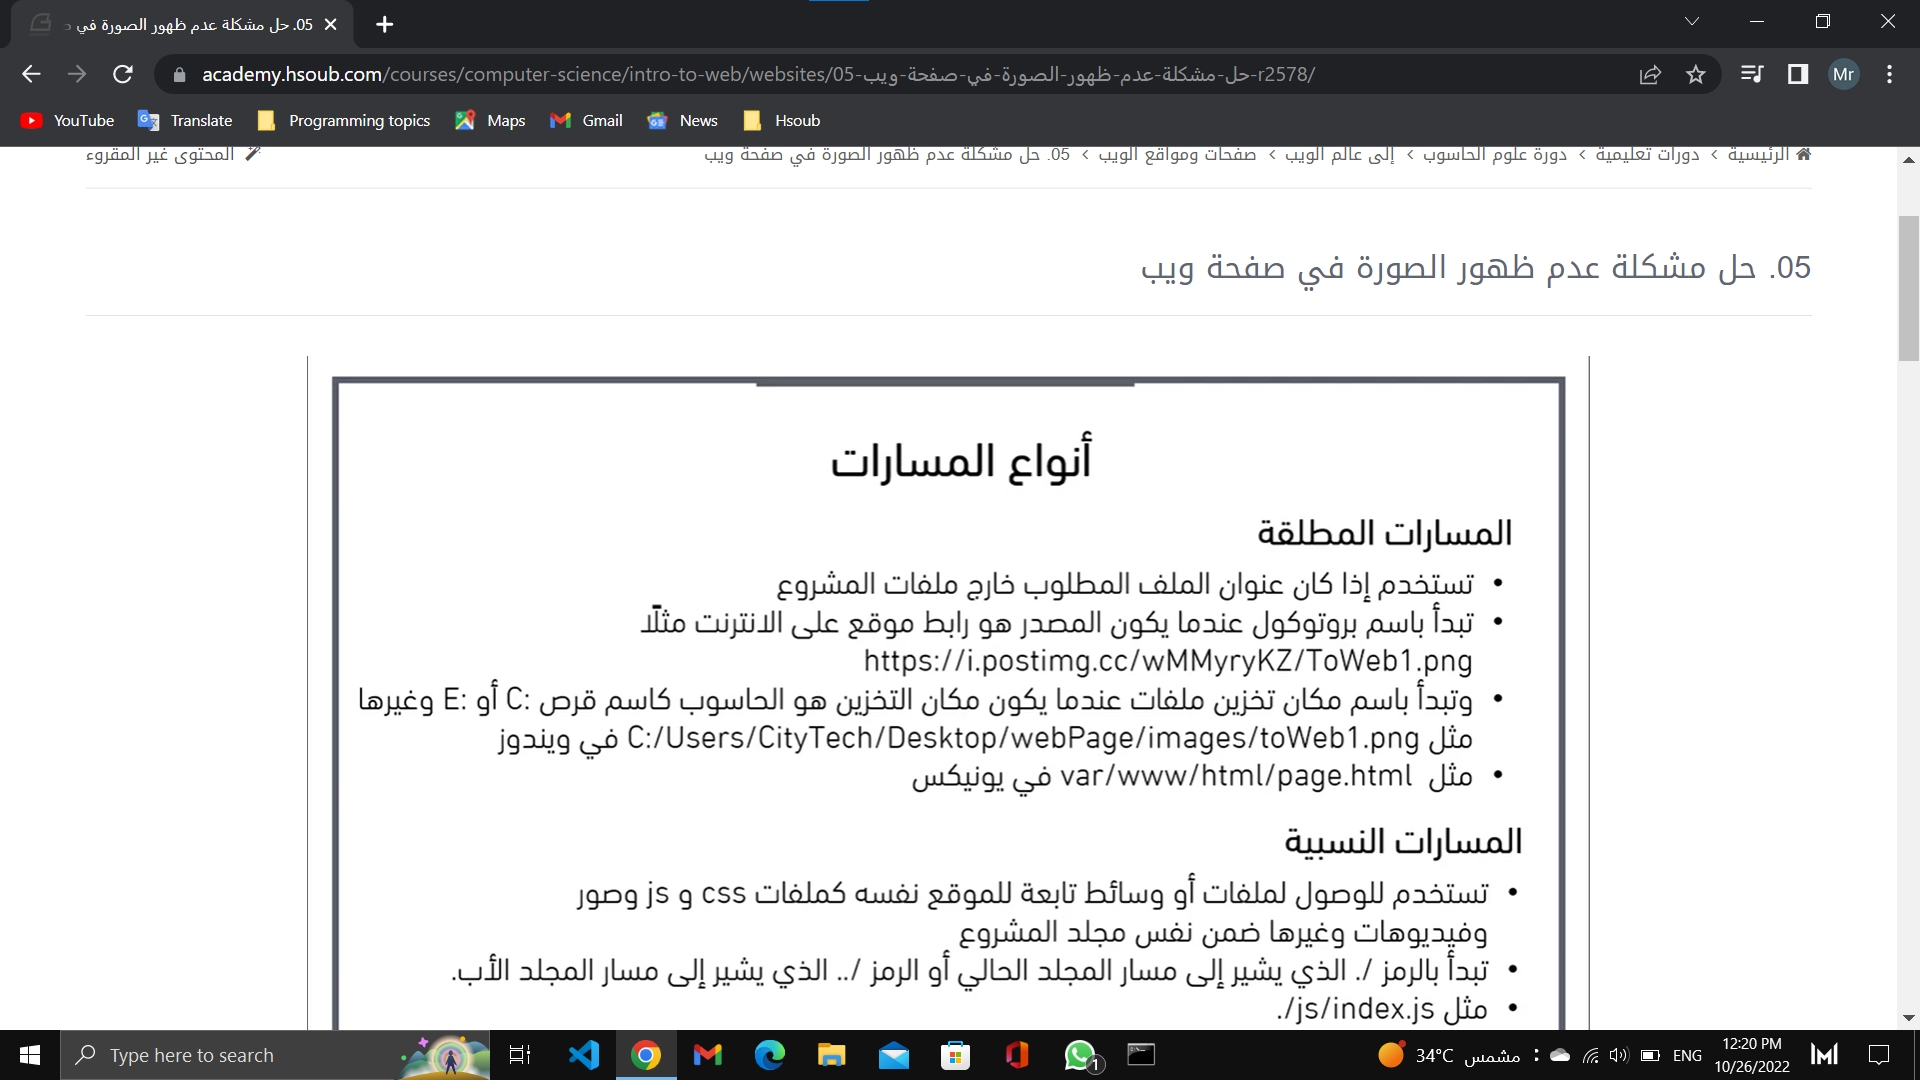 05. حل مشكلة عدم ظهور الصورة في
academy.hsoub.com/courses/computer-science/intro-to-web/websites/05-حل-مشكلة-عدم-ظهور-الصورة-في-صفحة-ويب-r2578/
Mr
YouTube
Translate
Programming topics
Maps
Gmail
News
Hsoub
الرئيسية > دورات تعليمية > دورة علوم الحاسوب > إلى عالم الويب > صفحات ومواقع الويب > 05. حل مشكلة عدم ظهور الصورة في صفحة ويب
المحتوى غير المقروء
05. حل مشكلة عدم ظهور الصورة في صفحة ويب
أنواع المسارات
المسارات المطلقة
• تستخدم إذا كان عنوان الملف المطلوب خارج ملفات المشروع
• تبدأ باسم بروتوكول عندما يكون المصدر هو رابط موقع على الانترنت مثلًا
https://i.postimg.cc/wMMyryKZ/ToWeb1.png
• وتبدأ باسم مكان تخزين ملفات عندما يكون مكان التخزين هو الحاسوب كاسم قرص C: أو E: وغيرها
مثل C:/Users/CityTech/Desktop/webPage/images/toWeb1.png في ويندوز
• مثل var/www/html/page.html في يونيكس
المسارات النسبية
• تستخدم للوصول لملفات أو وسائط تابعة للموقع نفسه كملفات css و js وصور
وفيديوهات وغيرها ضمن نفس مجلد المشروع
• تبدأ بالرمز /. الذي يشير إلى مسار المجلد الحالي أو الرمز /.. الذي يشير إلى مسار المجلد الأب.
• مثل js/index.js/.
Type here to search
1
34°C مشمس
ENG
12:20 PM
10/26/2022